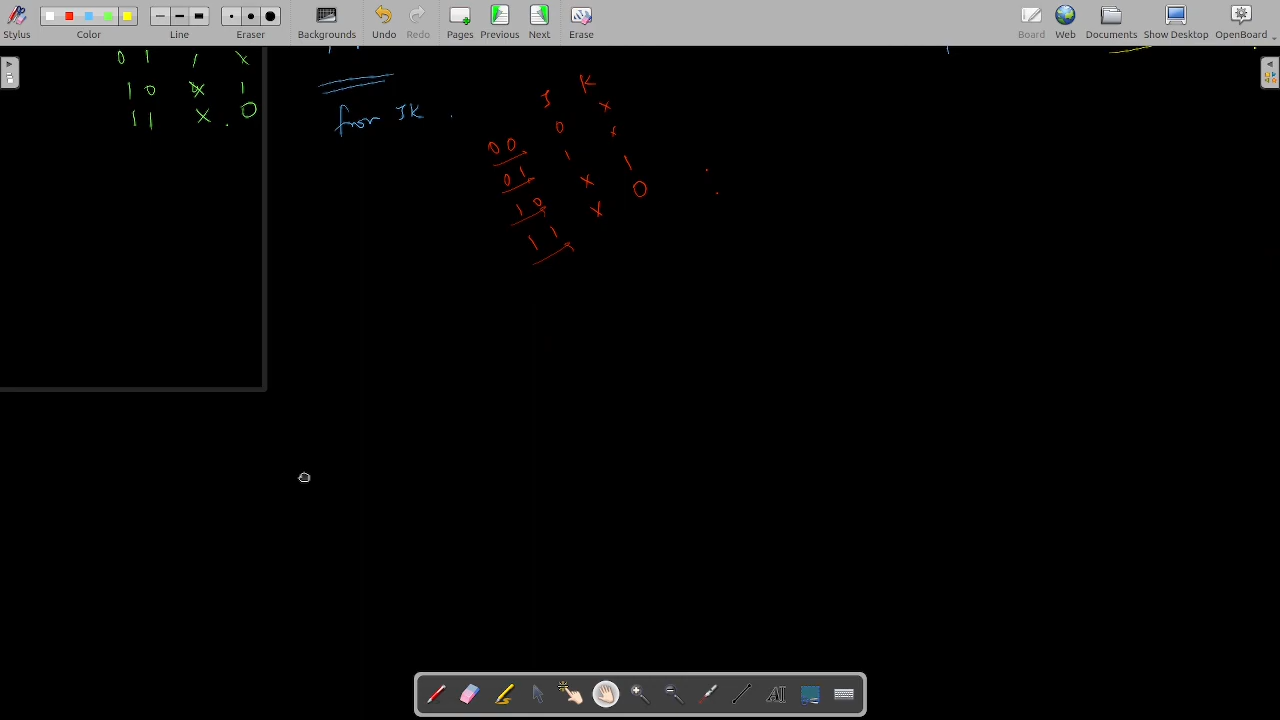 Stylus Color Line Eraser Backgrounds Undo Redo Pages Previous Next Erase Board Web Documents Show Desktop OpenBoard
0 1 1 X
1 0 X 1
1 1 X 0
from JK
J K
0 X
0 0 1 X
0 1 X 1
1 0 X 0
1 1
AI